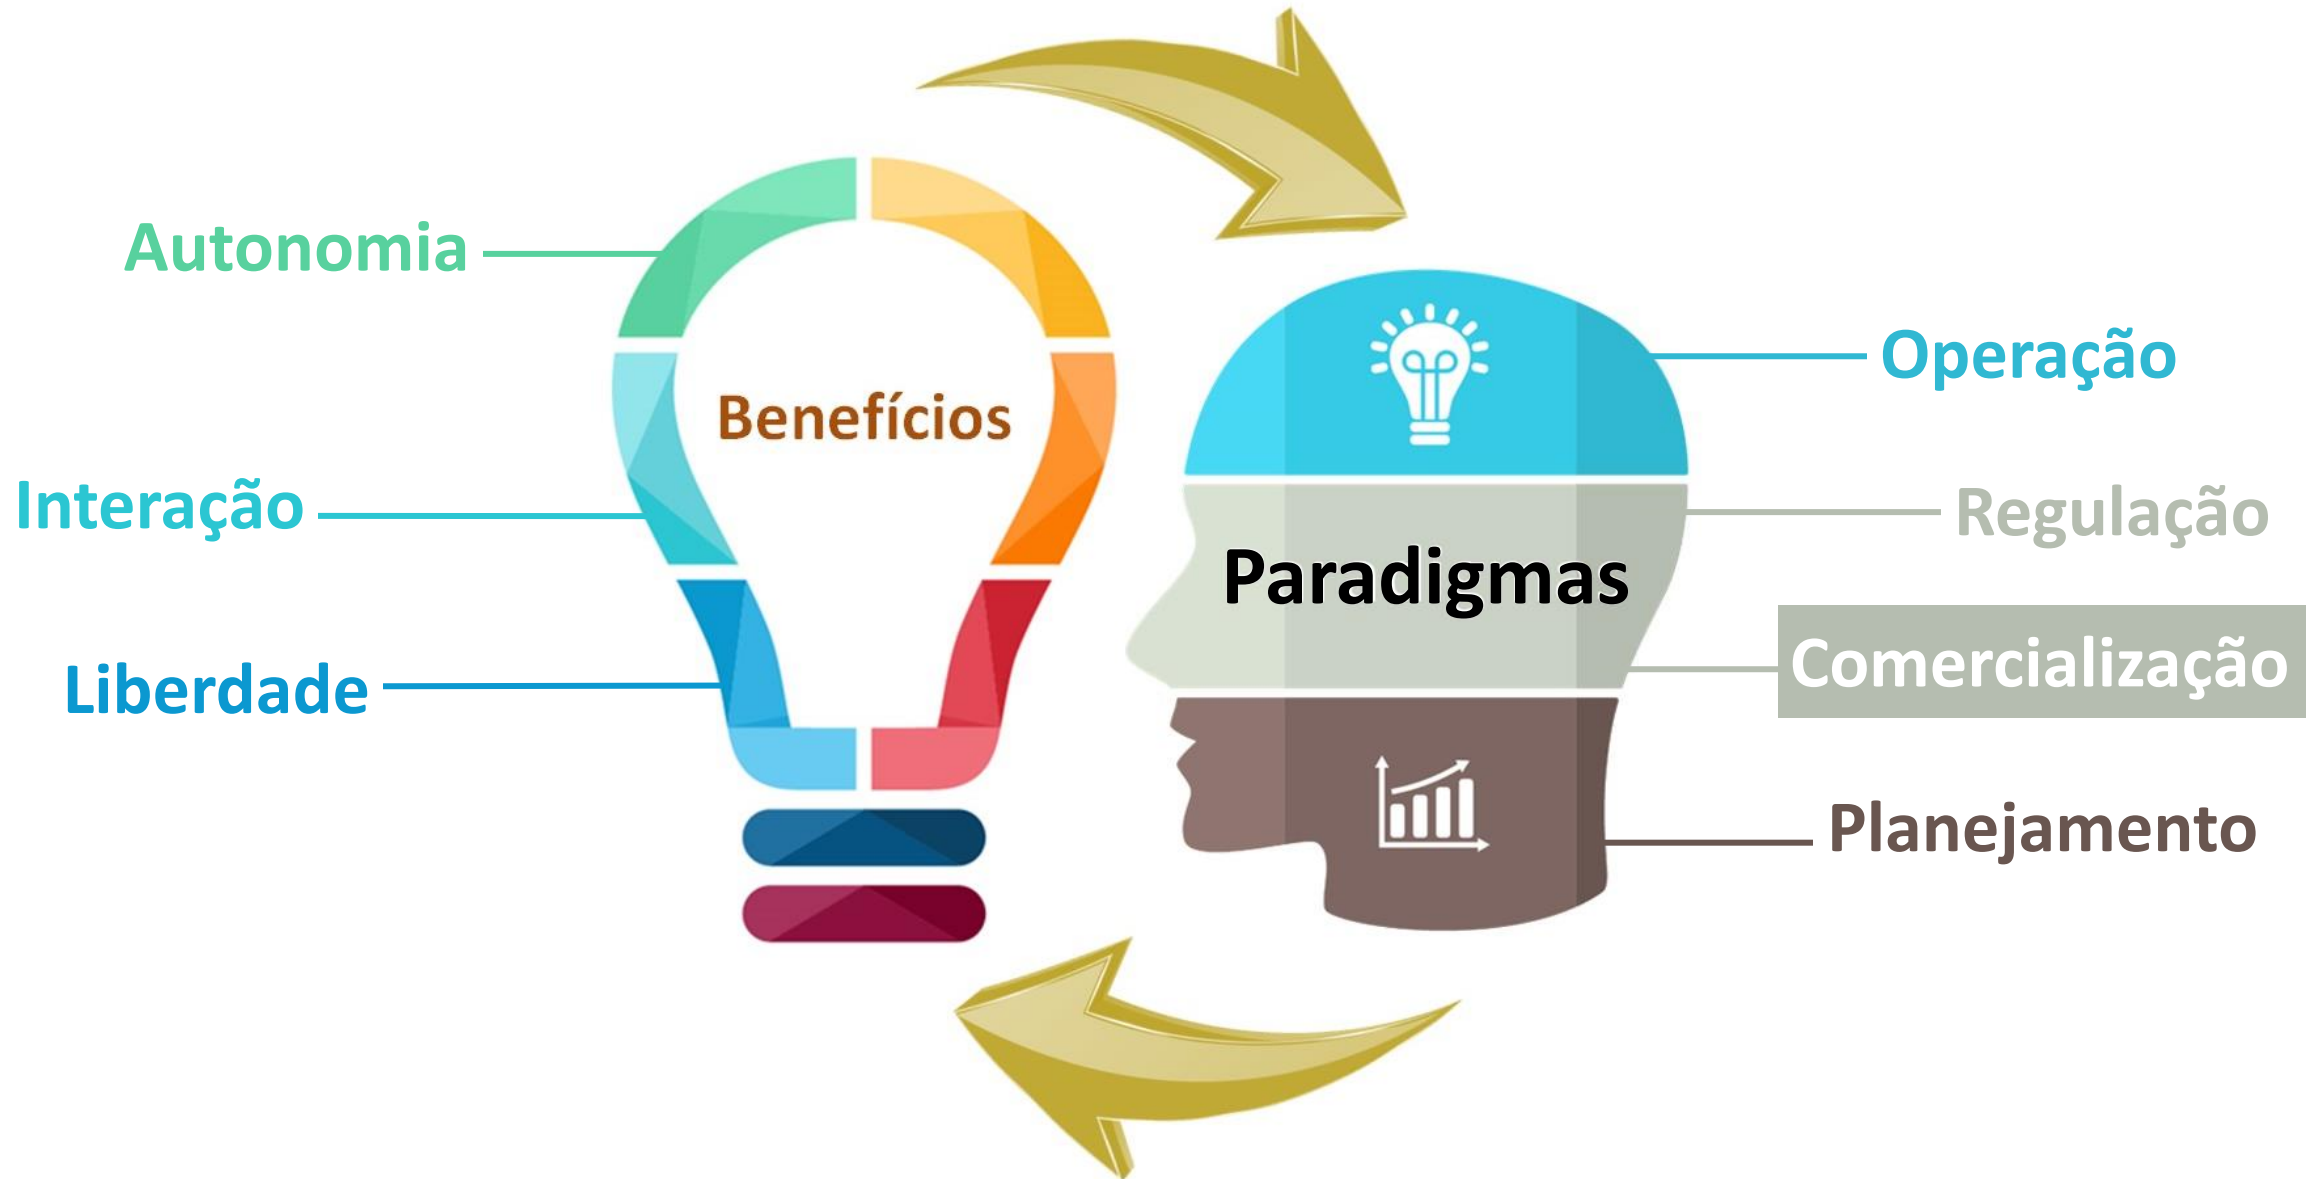 Autonomia
Interação
Liberdade
Benefícios
Paradigmas
Operação
Regulação
Comercialização
Planejamento